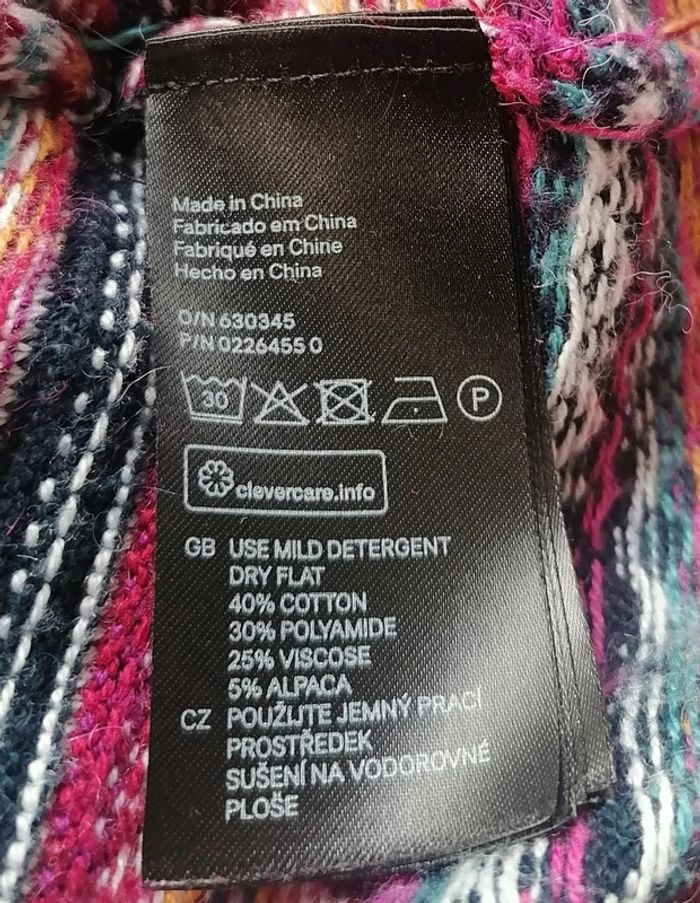 Made in China
Fabricado em China
Fabriqué en Chine
Hecho en China
O/N 630345
P/N 0226455 0
30 P
clevercare.info
GB USE MILD DETERGENT
DRY FLAT
40% COTTON
30% POLYAMIDE
25% VISCOSE
5% ALPACA
CZ POUŽIJTE JEMNÝ PRACÍ
PROSTŘEDEK
SUŠENÍ NA VODOROVNÉ
PLOŠE